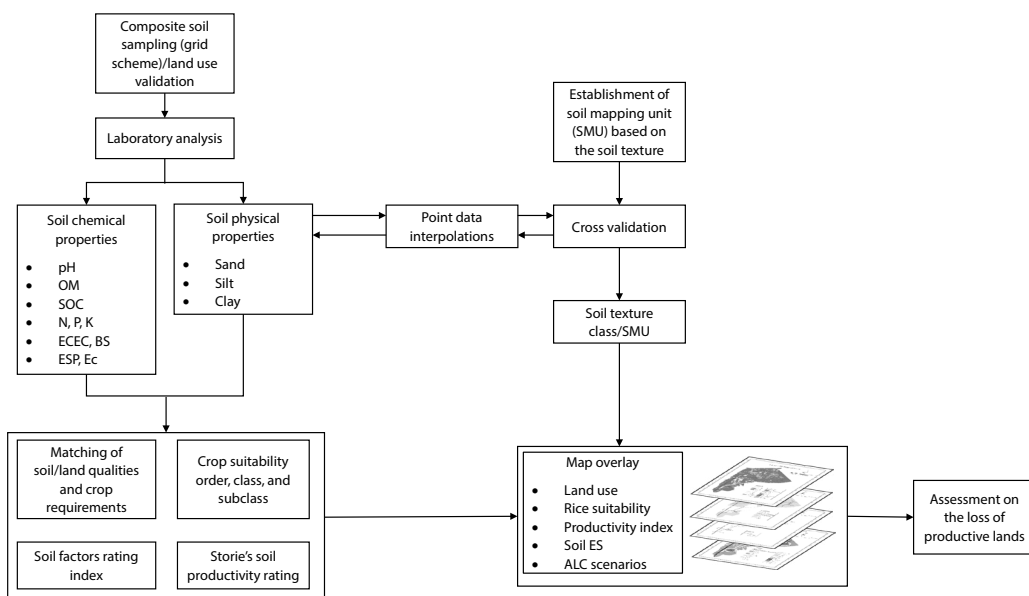 Composite soil
sampling (grid
scheme)/land use
validation
Laboratory analysis
Establishment of
soil mapping unit
(SMU) based on
the soil texture
Soil chemical
properties
• pH
• OM
• SOC
• N, P, K
• ECEC, BS
• ESP, Ec
Soil physical
properties
• Sand
• Silt
• Clay
Point data
interpolations
Cross validation
Soil texture
class/SMU
Matching of
soil/land qualities
and crop
requirements
Crop suitability
order, class, and
subclass
Soil factors rating
index
Storie's soil
productivity rating
Map overlay
• Land use
• Rice suitability
• Productivity index
• Soil ES
• ALC scenarios
Assessment on
the loss of
productive lands